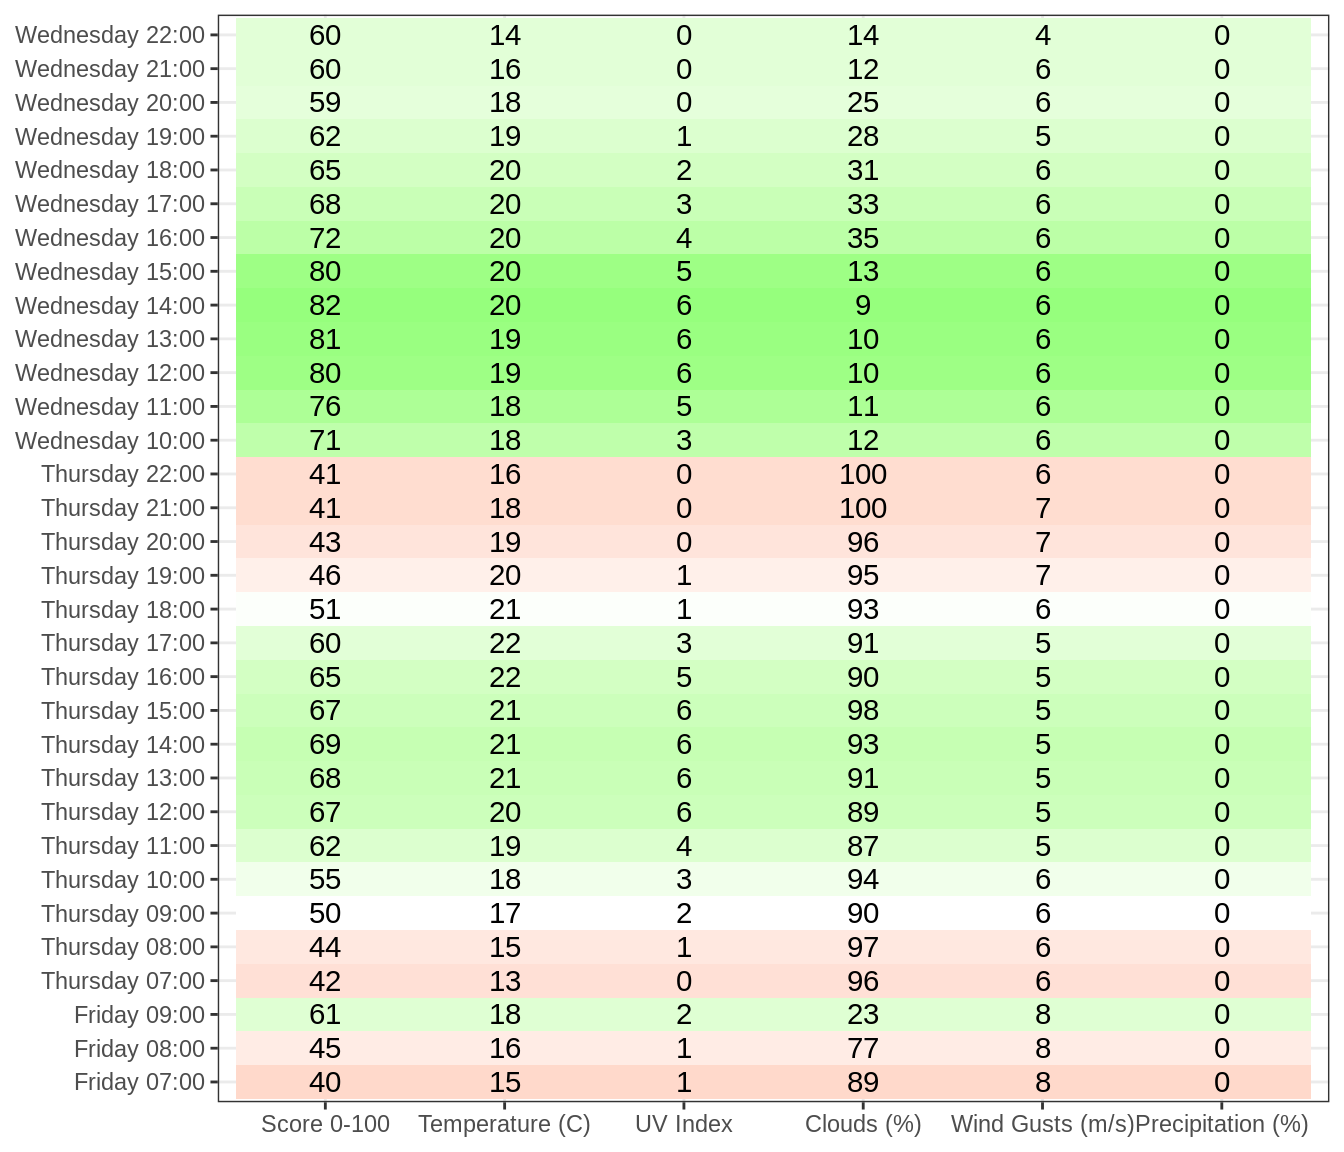 Wednesday 22:00 60 14 0 14 4 0
Wednesday 21:00 60 16 0 12 6 0
Wednesday 20:00 59 18 0 25 6 0
Wednesday 19:00 62 19 1 28 5 0
Wednesday 18:00 65 20 2 31 6 0
Wednesday 17:00 68 20 3 33 6 0
Wednesday 16:00 72 20 4 35 6 0
Wednesday 15:00 80 20 5 13 6 0
Wednesday 14:00 82 20 6 9 6 0
Wednesday 13:00 81 19 6 10 6 0
Wednesday 12:00 80 19 6 10 6 0
Wednesday 11:00 76 18 5 11 6 0
Wednesday 10:00 71 18 3 12 6 0
Thursday 22:00 41 16 0 100 6 0
Thursday 21:00 41 18 0 100 7 0
Thursday 20:00 43 19 0 96 7 0
Thursday 19:00 46 20 1 95 7 0
Thursday 18:00 51 21 1 93 6 0
Thursday 17:00 60 22 3 91 5 0
Thursday 16:00 65 22 5 90 5 0
Thursday 15:00 67 21 6 98 5 0
Thursday 14:00 69 21 6 93 5 0
Thursday 13:00 68 21 6 91 5 0
Thursday 12:00 67 20 6 89 5 0
Thursday 11:00 62 19 4 87 5 0
Thursday 10:00 55 18 3 94 6 0
Thursday 09:00 50 17 2 90 6 0
Thursday 08:00 44 15 1 97 6 0
Thursday 07:00 42 13 0 96 6 0
Friday 09:00 61 18 2 23 8 0
Friday 08:00 45 16 1 77 8 0
Friday 07:00 40 15 1 89 8 0
Score 0-100 Temperature (C) UV Index Clouds (%) Wind Gusts (m/s) Precipitation (%)